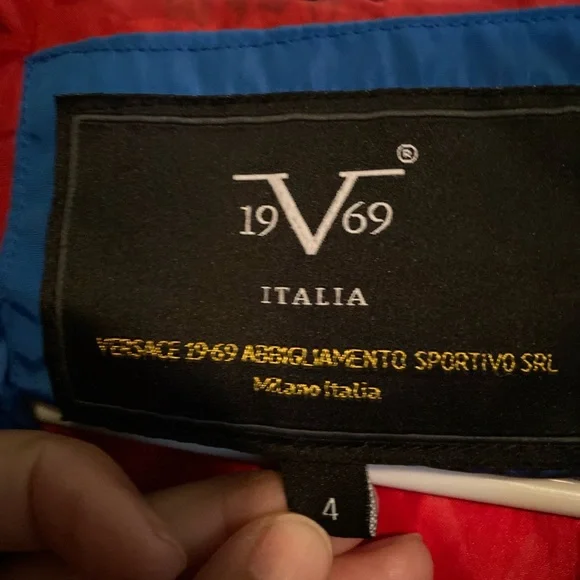 ®
19V69
ITALIA
VERSACE 19•69 ABBIGLIAMENTO SPORTIVO SRL
Milano Italia
4